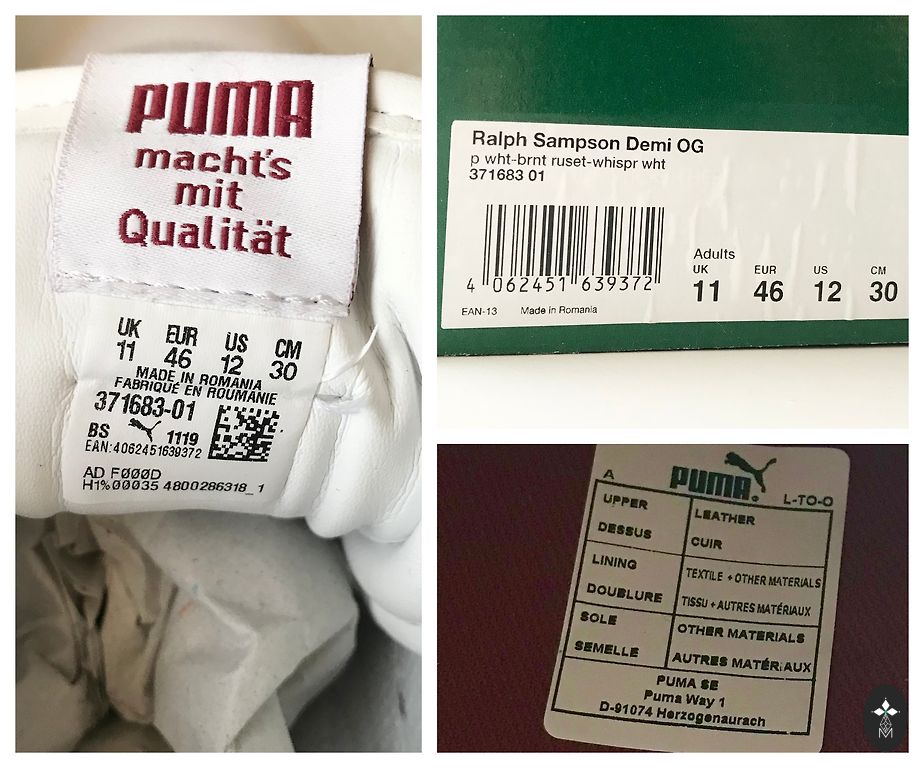 PUMA
macht's
mit
Qualität
UK EUR US CM
11 46 12 30
MADE IN ROMANIA
FABRIQUÉ EN ROUMANIE
371683-01
BS 1119
EAN:4062451639372
AD FØØØD
H1%ØØØ35 4800286318_1
Ralph Sampson Demi OG
p wht-brnt ruset-whispr wht
371683 01
4 062451 639372
EAN-13 Made in Romania
Adults
UK EUR US CM
11 46 12 30
A PUMA® L-TO-O
UPPER LEATHER
DESSUS CUIR
LINING TEXTILE + OTHER MATERIALS
DOUBLURE TISSU + AUTRES MATÉRIAUX
SOLE OTHER MATERIALS
SEMELLE AUTRES MATÉRIAUX
PUMA SE
Puma Way 1
D-91074 Herzogenaurach
M